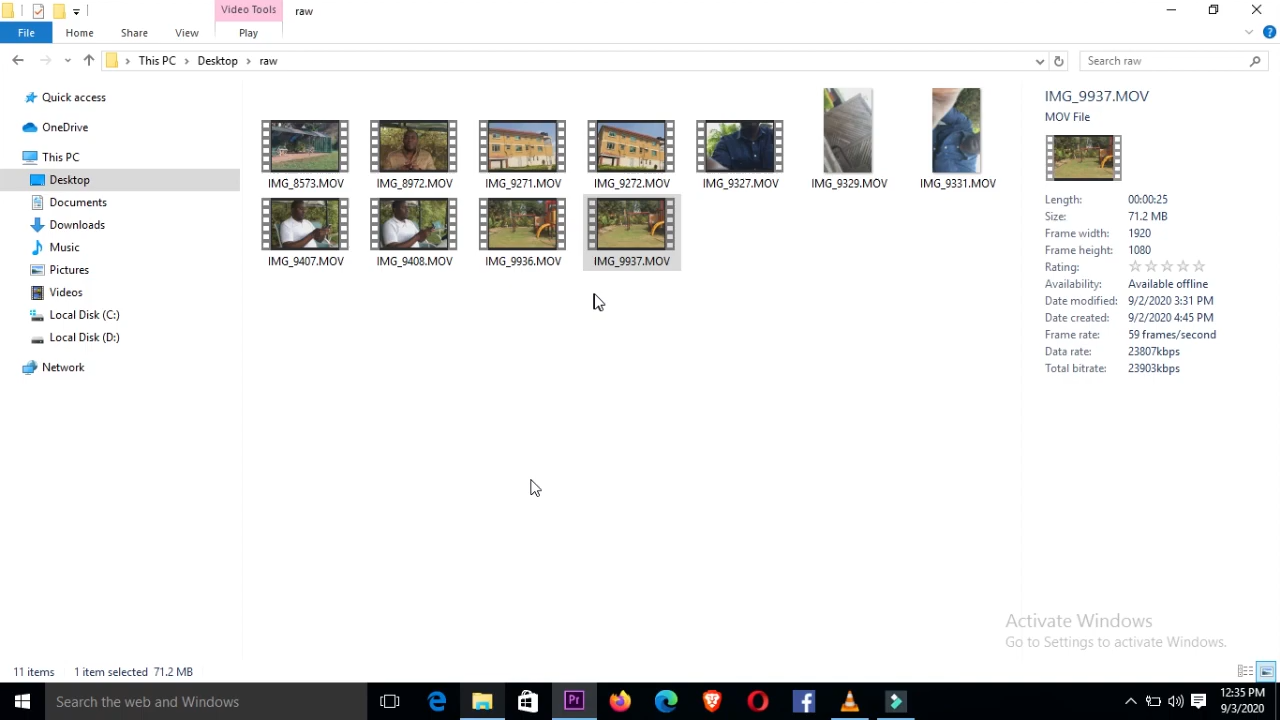 Video Tools
raw
File
Home
Share
View
Play
This PC
Desktop
raw
Search raw
Quick access
OneDrive
This PC
Desktop
Documents
Downloads
Music
Pictures
Videos
Local Disk (C:)
Local Disk (D:)
Network
IMG_8573.MOV
IMG_8972.MOV
IMG_9271.MOV
IMG_9272.MOV
IMG_9327.MOV
IMG_9329.MOV
IMG_9331.MOV
IMG_9407.MOV
IMG_9408.MOV
IMG_9936.MOV
IMG_9937.MOV
IMG_9937.MOV
MOV File
Length: 00:00:25
Size: 71.2 MB
Frame width: 1920
Frame height: 1080
Rating:
Availability: Available offline
Date modified: 9/2/2020 3:31 PM
Date created: 9/2/2020 4:45 PM
Frame rate: 59 frames/second
Data rate: 23807kbps
Total bitrate: 23903kbps
Activate Windows
Go to Settings to activate Windows.
11 items 1 item selected 71.2 MB
Search the web and Windows
Pr
12:35 PM
9/3/2020